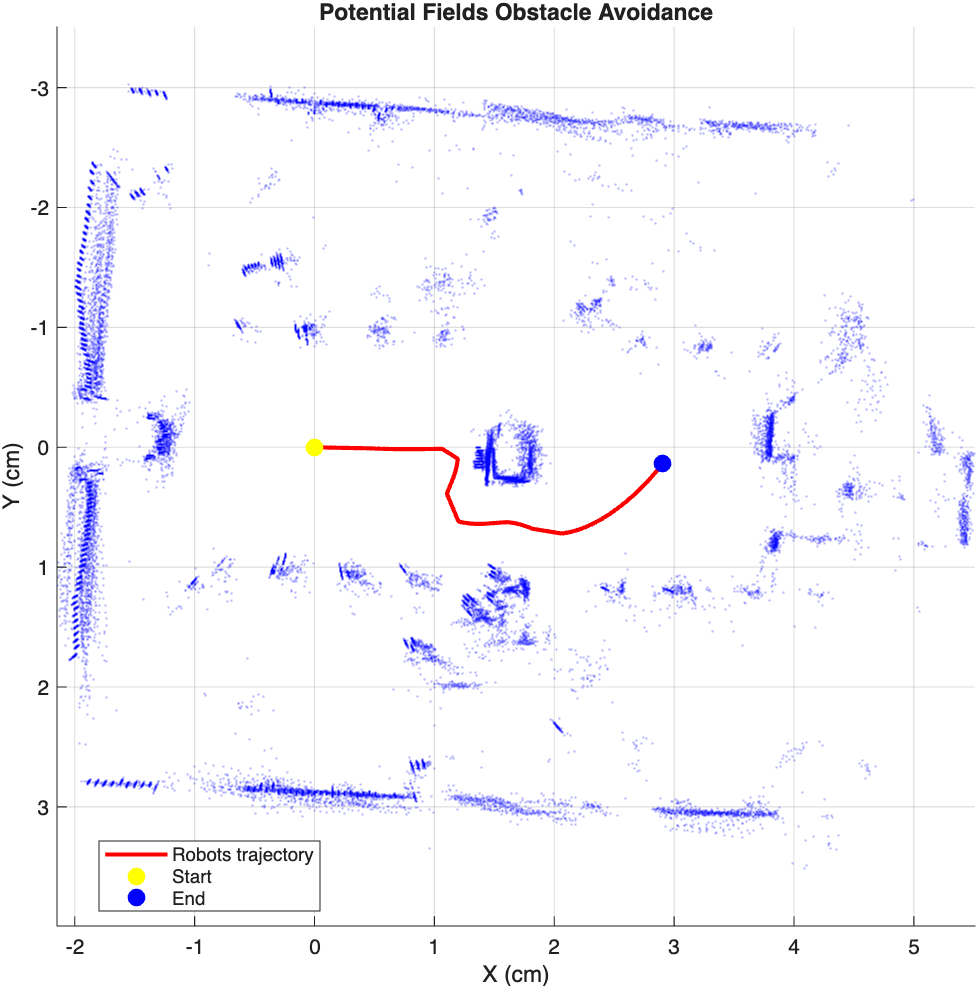 Potential Fields Obstacle Avoidance
-3
-2
-1
0
1
2
3
Y (cm)
Robots trajectory
Start
End
-2 -1 0 1 2 3 4 5
X (cm)